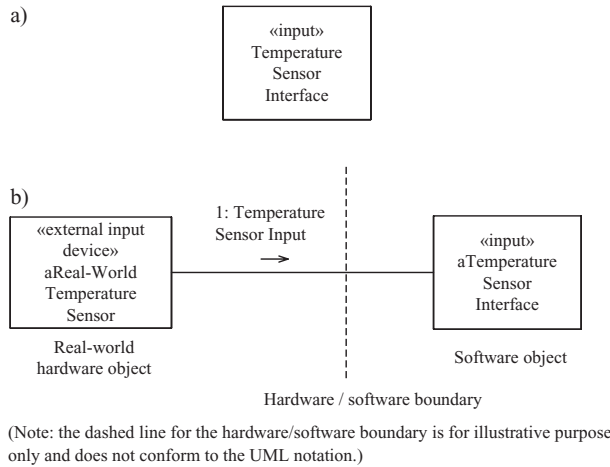 a)
«input»
Temperature
Sensor
Interface
b)
«external input
device»
aReal-World
Temperature
Sensor
1: Temperature
Sensor Input
«input»
aTemperature
Sensor
Interface
Real-world
hardware object
Software object
Hardware / software boundary
(Note: the dashed line for the hardware/software boundary is for illustrative purpose
only and does not conform to the UML notation.)